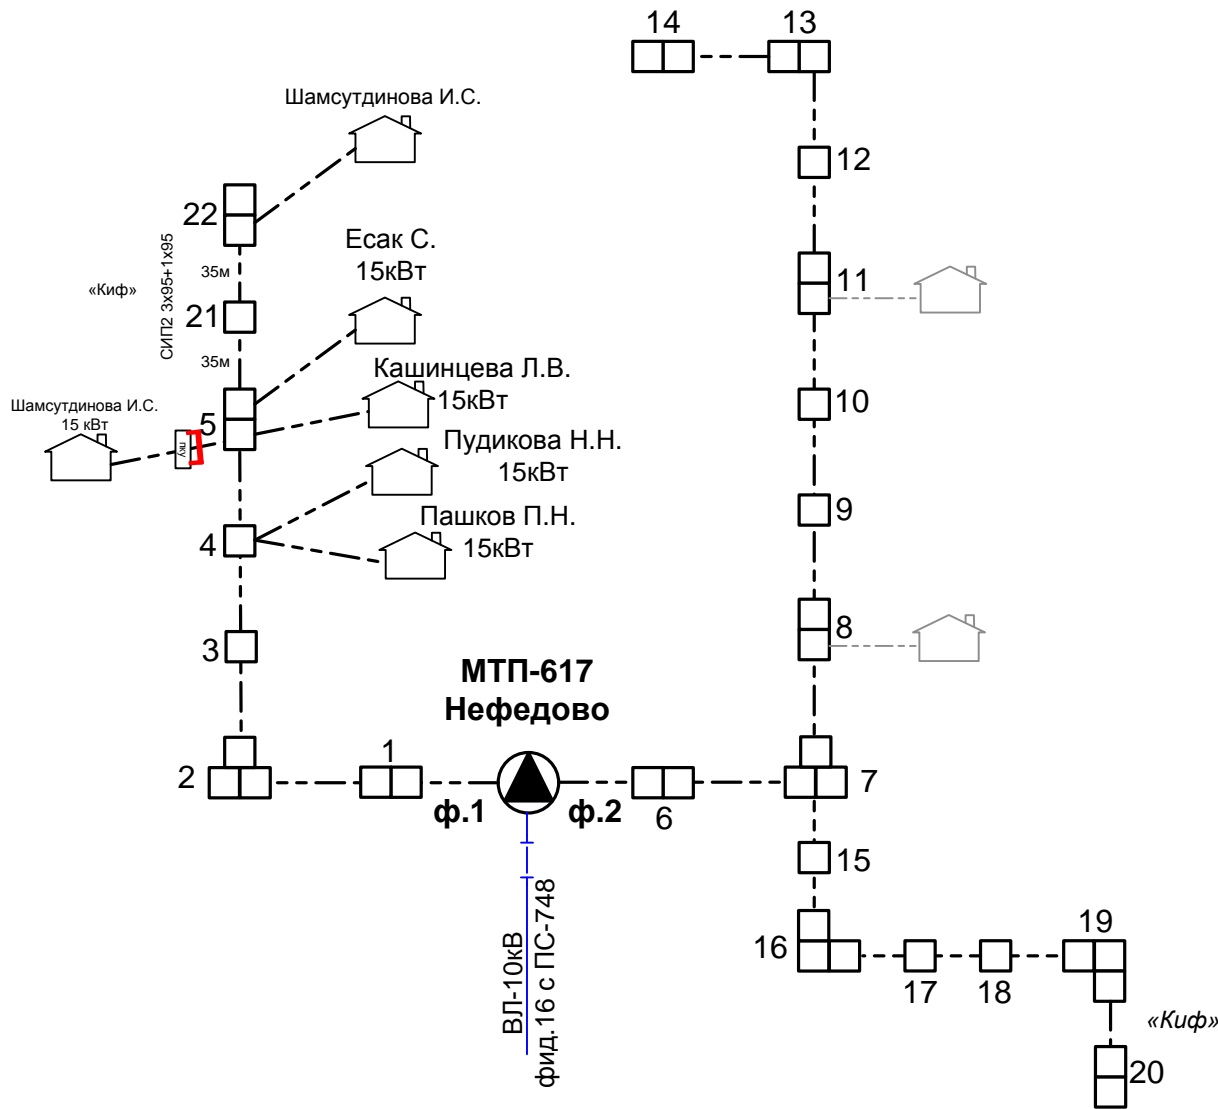 14
13
Шамсутдинова И.С.
12
22
Есак С.
15кВт
СИП2 3х95+1х95
35м
«Киф»
11
21
35м
Кашинцева Л.В.
15кВт
10
Шамсутдинова И.С.
15 кВт
5
ПКУ
Пудикова Н.Н.
15кВт
Пашков П.Н.
15кВт
9
4
8
3
МТП-617
Нефедово
1
2
7
ф.1
ф.2
6
15
ВЛ-10кВ
фид.16 с ПС-748
16
19
17
18
«Киф»
20